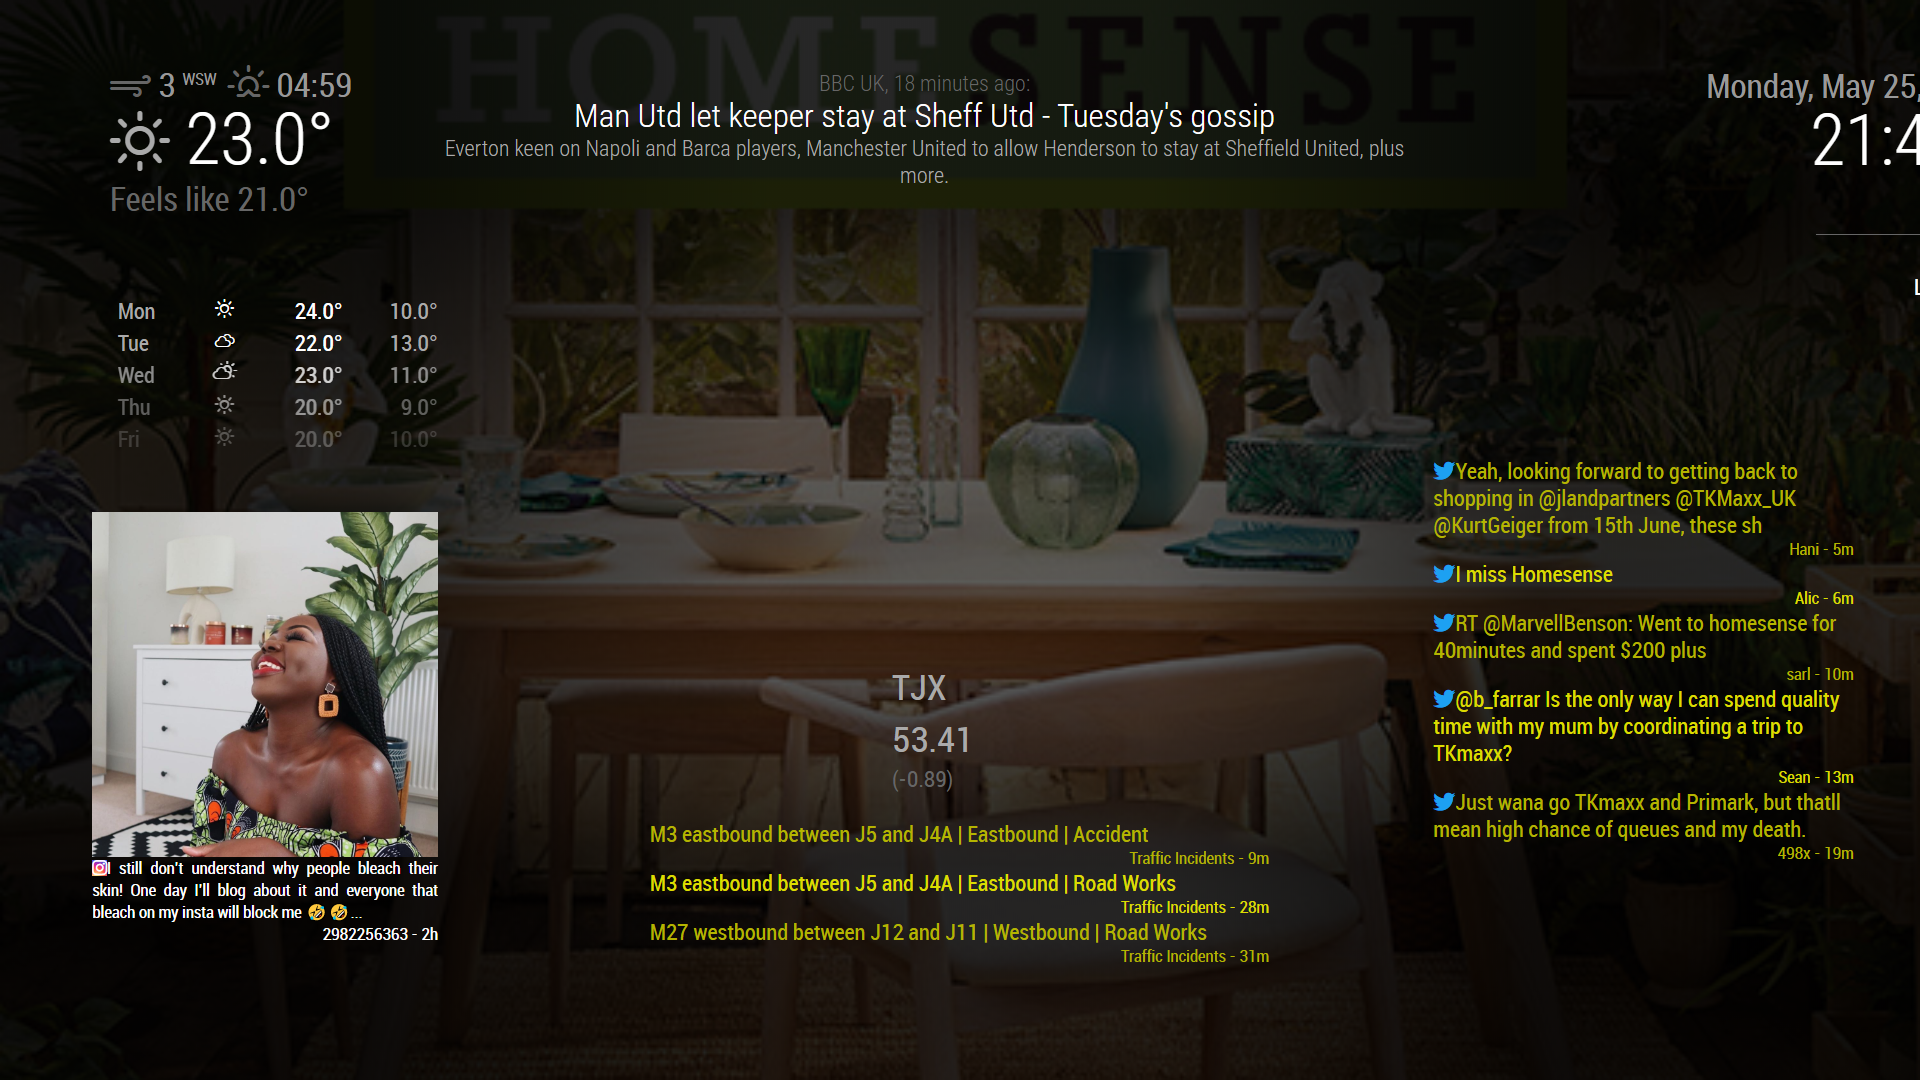 HOMESENSE
3 WSW 04:59
23.0°
Feels like 21.0°
BBC UK, 18 minutes ago:
Man Utd let keeper stay at Sheff Utd - Tuesday's gossip
Everton keen on Napoli and Barca players, Manchester United to allow Henderson to stay at Sheffield United, plus
more.
Monday, May 25,
21:4
L
Mon 24.0° 10.0°
Tue 22.0° 13.0°
Wed 23.0° 11.0°
Thu 20.0° 9.0°
Fri 20.0° 10.0°
I still don't understand why people bleach their
skin! One day I'll blog about it and everyone that
bleach on my insta will block me 🤣 🤣 ...
2982256363 - 2h
TJX
53.41
(-0.89)
M3 eastbound between J5 and J4A | Eastbound | Accident
Traffic Incidents - 9m
M3 eastbound between J5 and J4A | Eastbound | Road Works
Traffic Incidents - 28m
M27 westbound between J12 and J11 | Westbound | Road Works
Traffic Incidents - 31m
Yeah, looking forward to getting back to
shopping in @jlandpartners @TKMaxx_UK
@KurtGeiger from 15th June, these sh
Hani - 5m
I miss Homesense
Alic - 6m
RT @MarvellBenson: Went to homesense for
40minutes and spent $200 plus
sarl - 10m
@b_farrar Is the only way I can spend quality
time with my mum by coordinating a trip to
TKmaxx?
Sean - 13m
Just wana go TKmaxx and Primark, but thatll
mean high chance of queues and my death.
498x - 19m